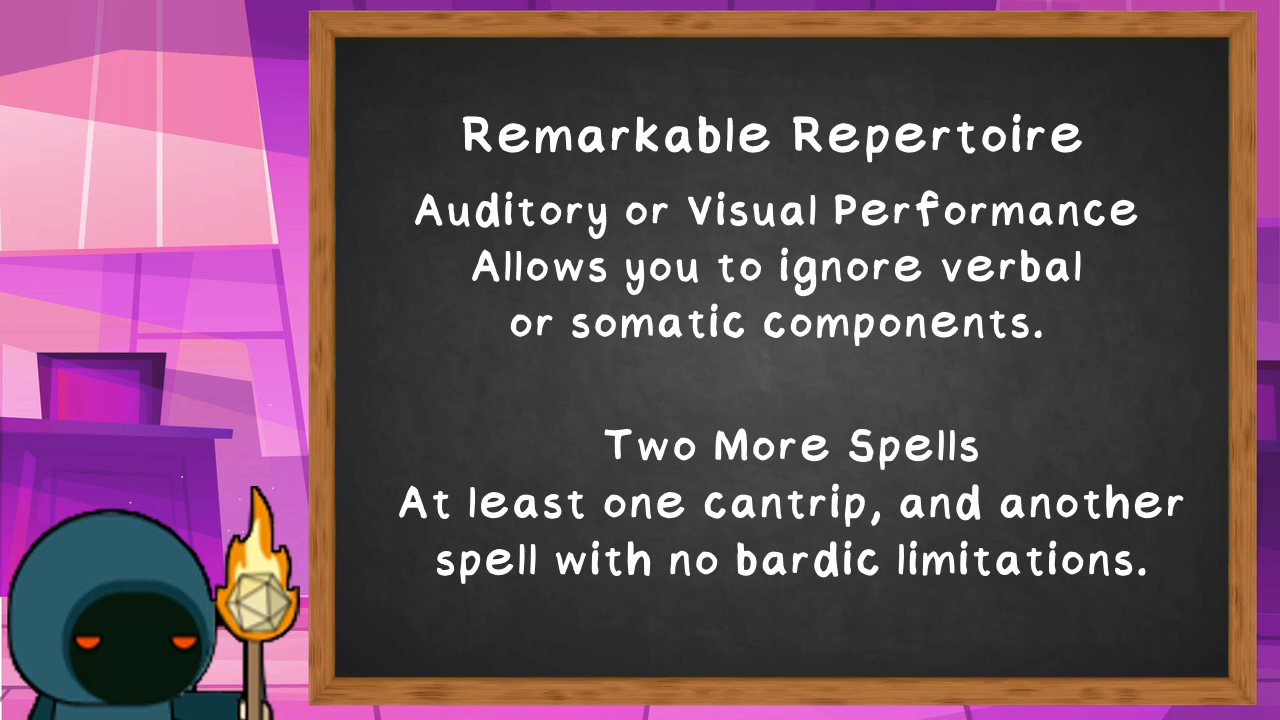 Remarkable Repertoire
Auditory or Visual Performance
Allows you to ignore verbal
or somatic components.
Two More Spells
At least one cantrip, and another
spell with no bardic limitations.